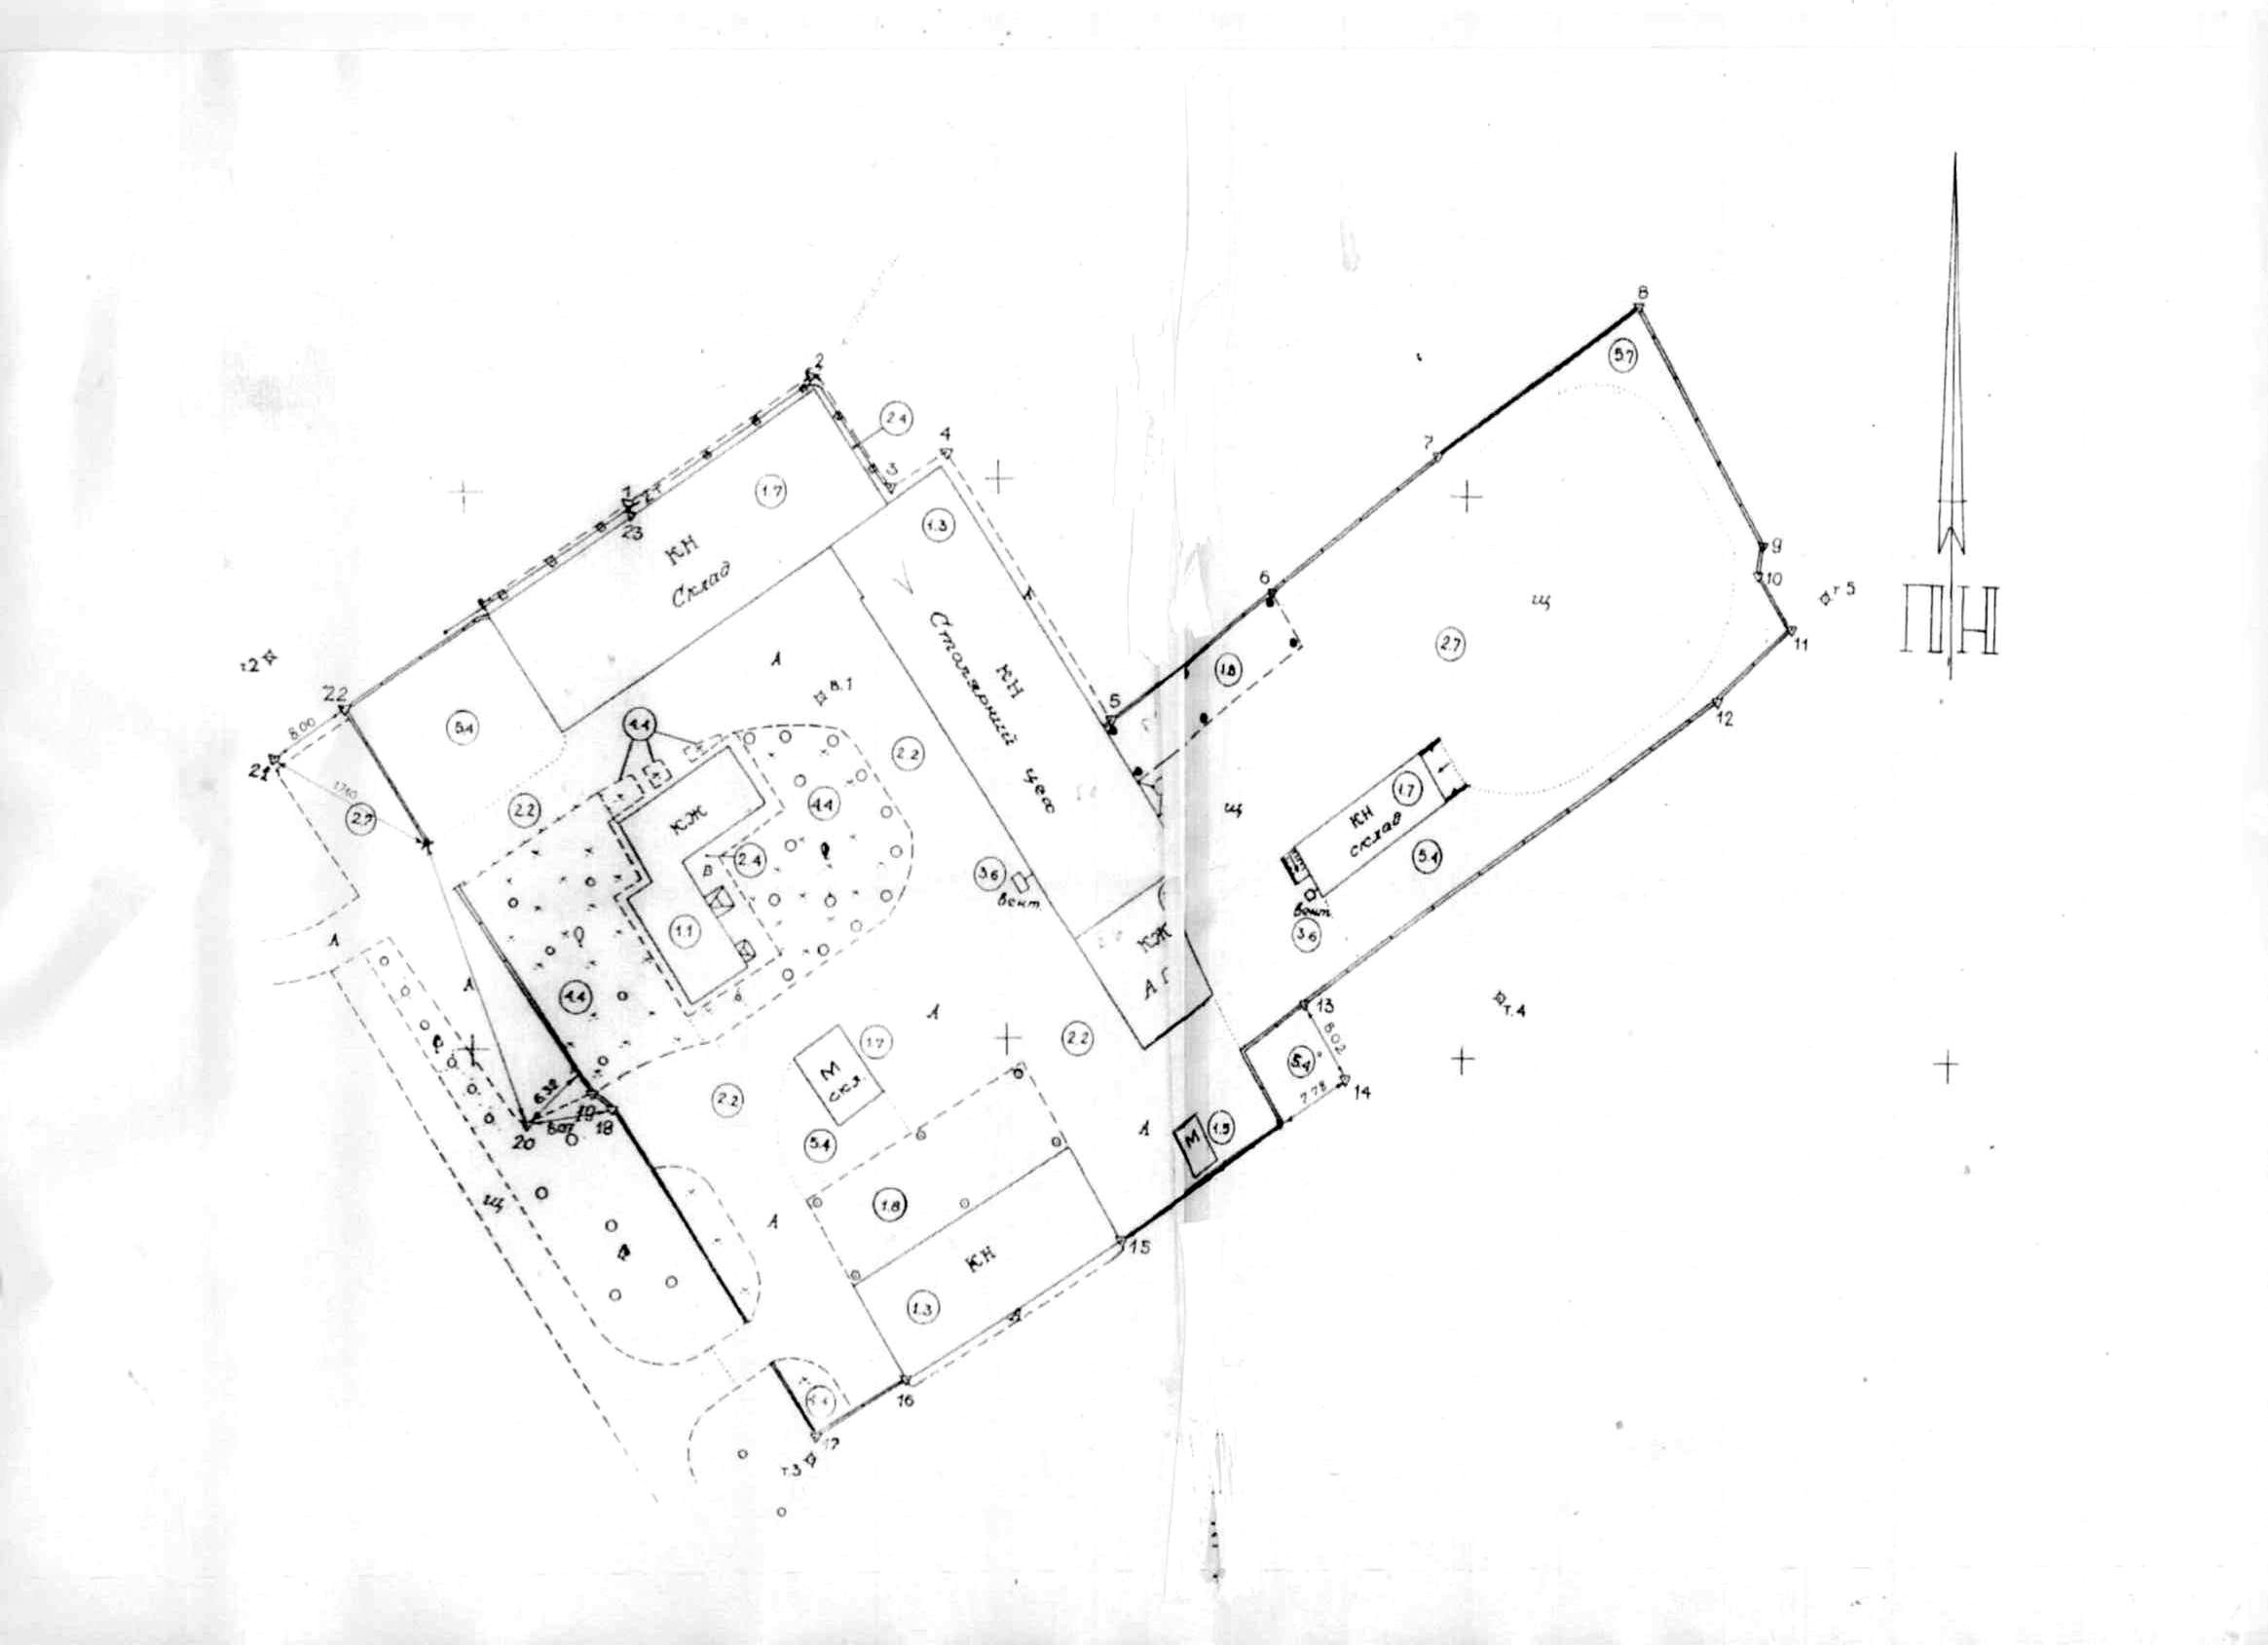 8
5.7
2
2.4
4
3
7
1
1.7
23
1.3
КН
Склад
6
9
10
т 5
11
щ
2.7
т.2
А
КН
Столярний цех
1.8
22
8.00
5
12
5.4
4.4
В.1
2.2
21
1.7
17.40
2.7
2.2
4.4
щ
КН
склад
КЖ
2.4
5.4
В
3.6
вент.
вент.
1.1
3.6
А
КЖ
А
4.4
А
13
т.4
2.2
8.02
1.7
М
скл.
5.4
14
7.78
6.32
2.2
19
18
20
5.4
А
М
1.9
щ
1.8
А
15
КН
1.3
16
17
т.3
ПН